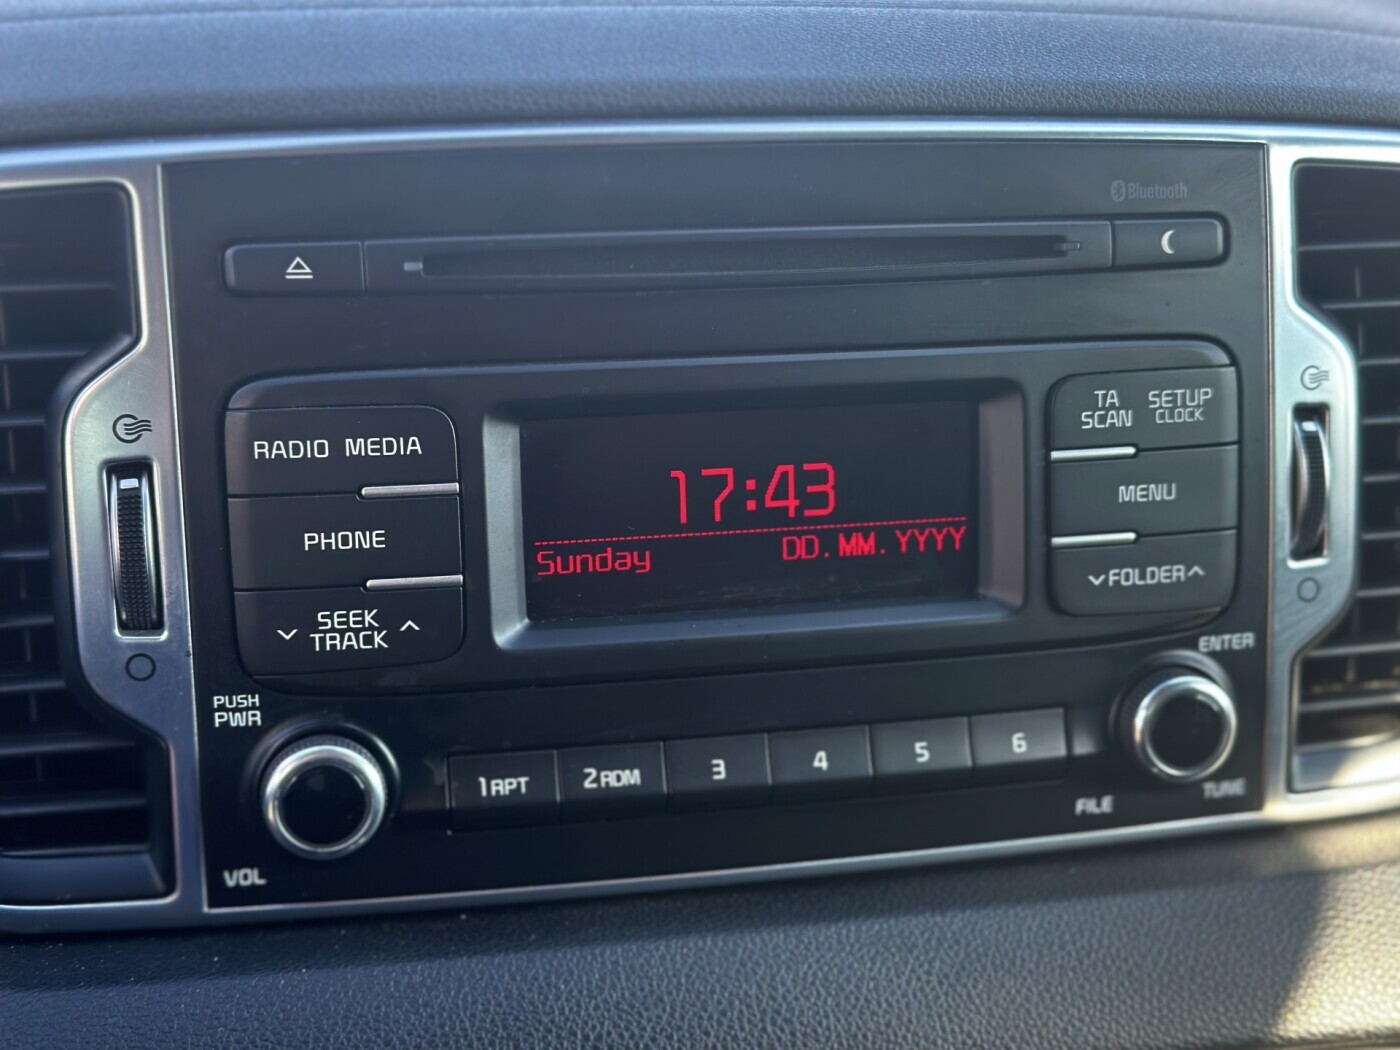 Bluetooth
RADIO MEDIA
TA
SCAN
SETUP
CLOCK
17:43
MENU
PHONE
Sunday DD.MM.YYYY
FOLDER
SEEK
TRACK
ENTER
PUSH
PWR
1 RPT 2 RDM 3 4 5 6
FILE
TUNE
VOL